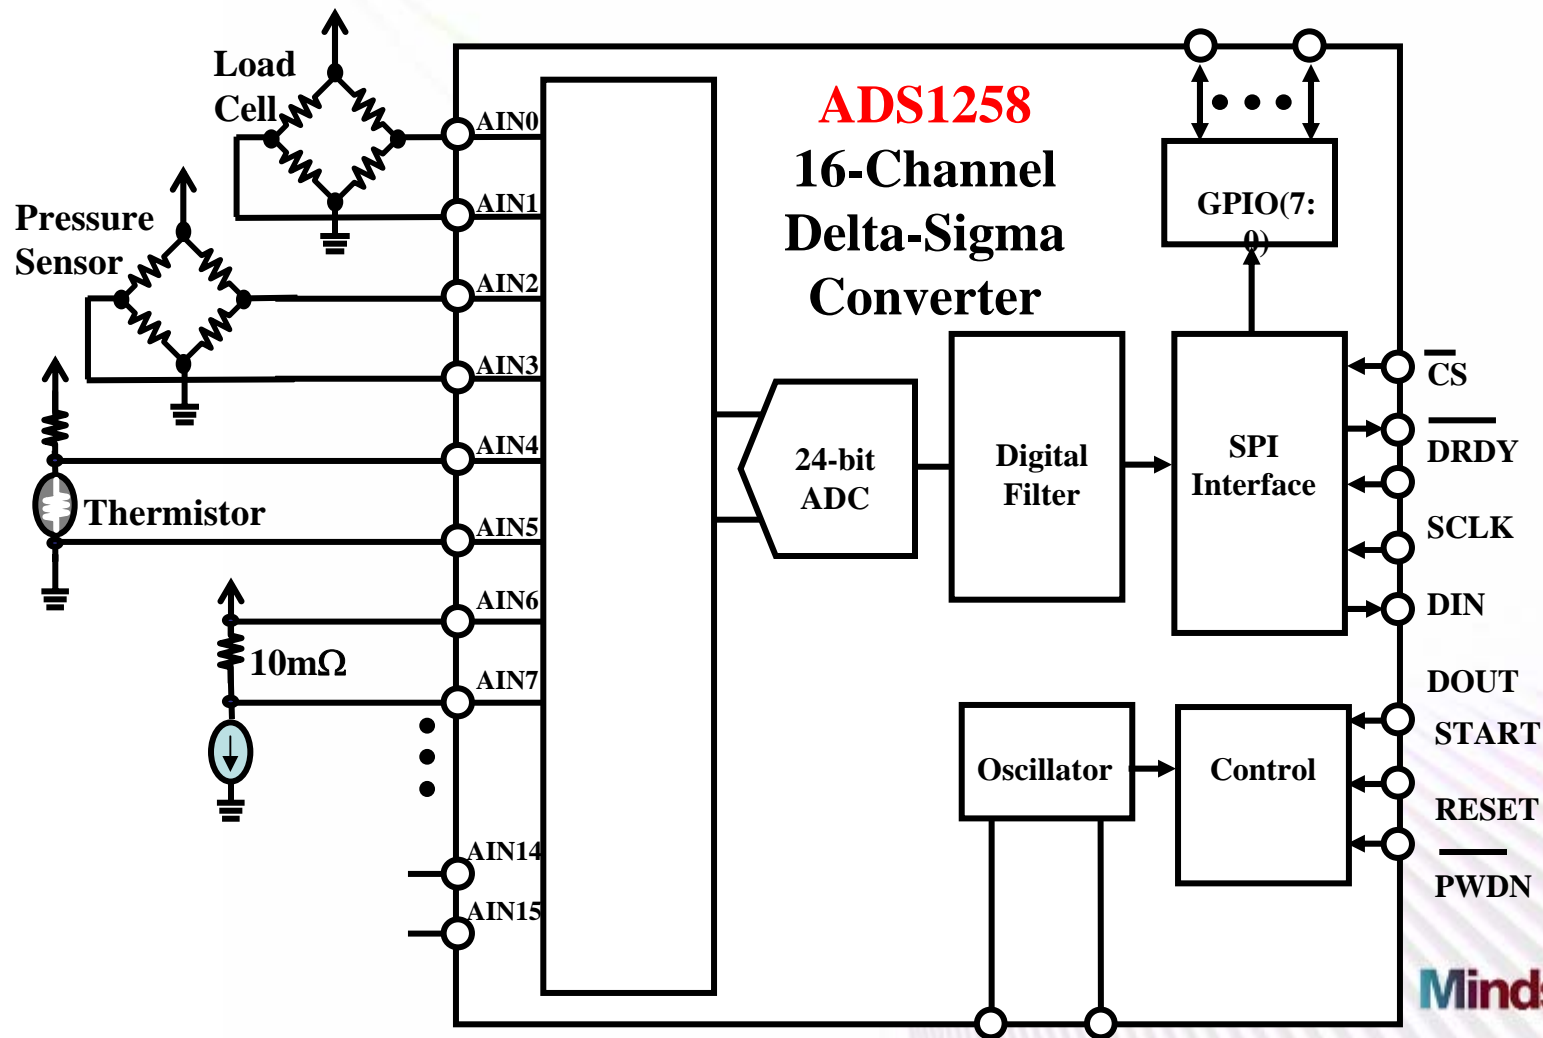 Load
Cell
Pressure
Sensor
Thermistor
10mΩ
AIN0
AIN1
AIN2
AIN3
AIN4
AIN5
AIN6
AIN7
AIN14
AIN15
ADS1258
16-Channel
Delta-Sigma
Converter
24-bit
ADC
Digital
Filter
GPIO(7:
0)
SPI
Interface
Oscillator
Control
CS
DRDY
SCLK
DIN
DOUT
START
RESET
PWDN